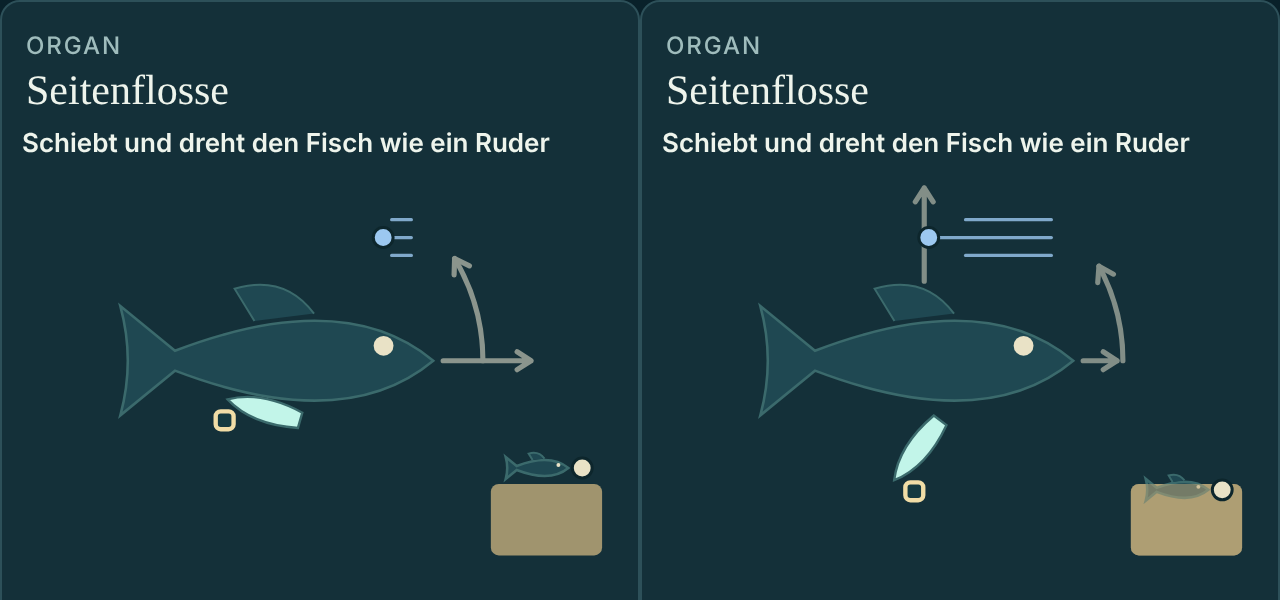 ORGAN
Seitenflosse
Schiebt und dreht den Fisch wie ein Ruder
ORGAN
Seitenflosse
Schiebt und dreht den Fisch wie ein Ruder